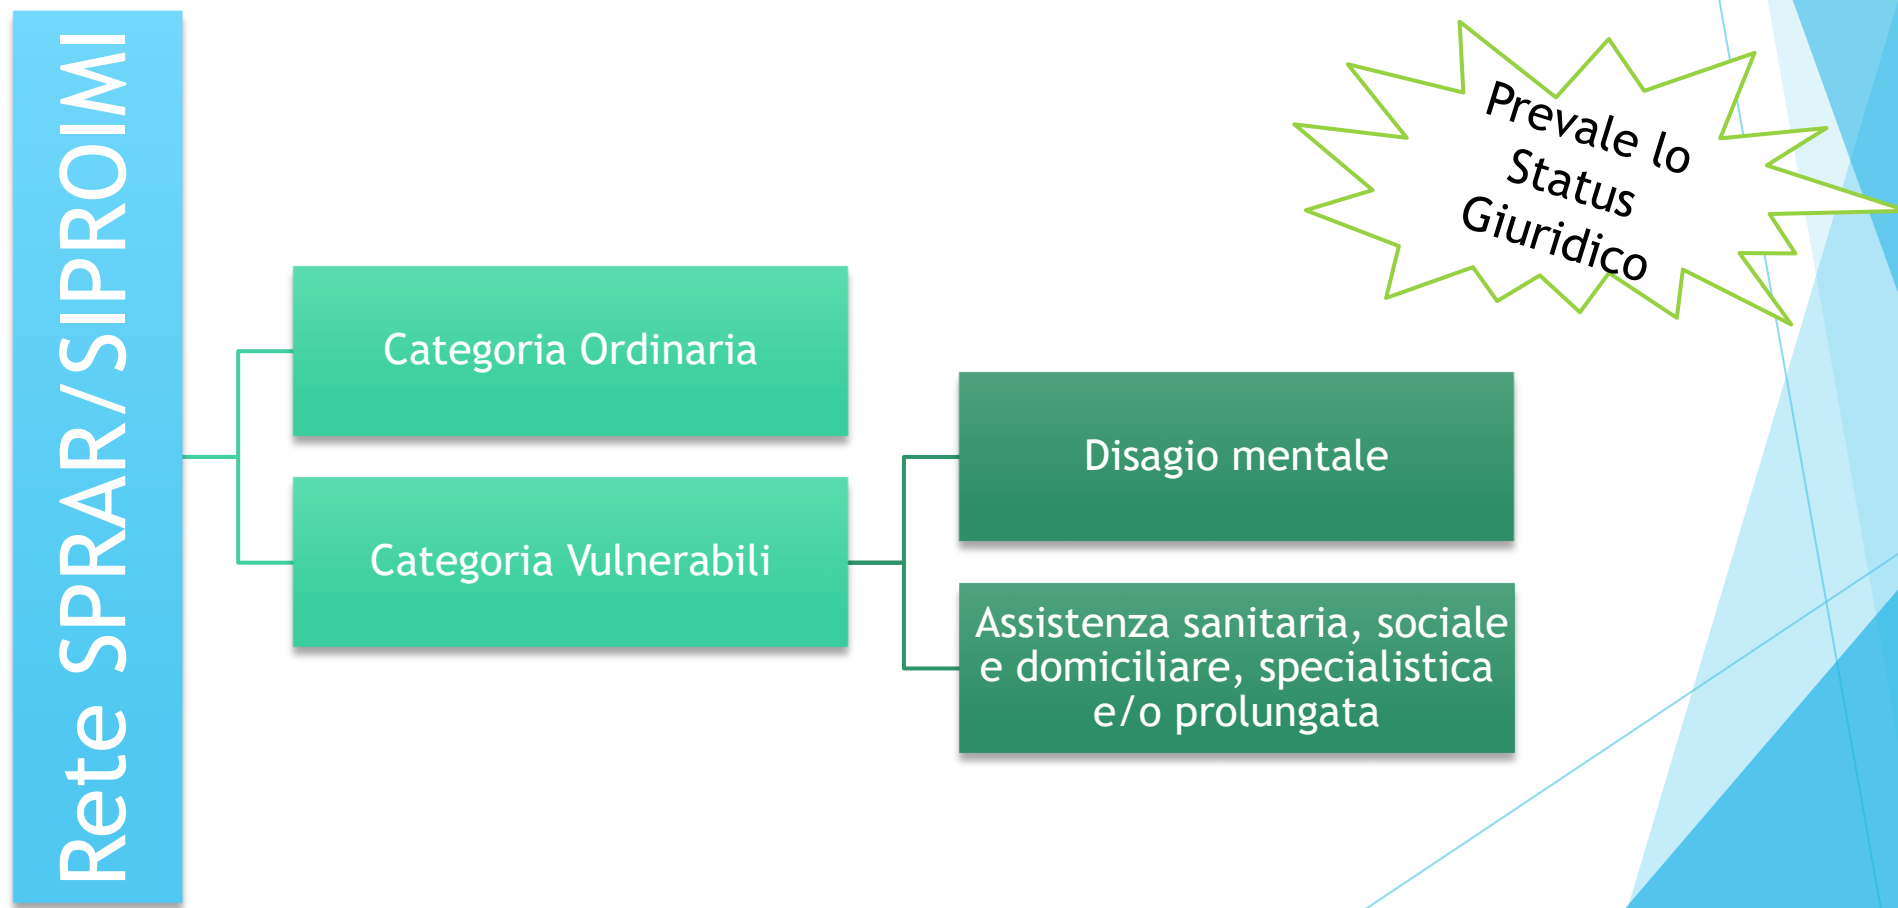 Rete SPRAR/SIPROIMI
Categoria Ordinaria
Categoria Vulnerabili
Disagio mentale
Assistenza sanitaria, sociale
e domiciliare, specialistica
e/o prolungata
Prevale lo
Status
Giuridico